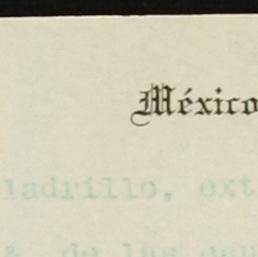 México
ladrillo, ext
de las